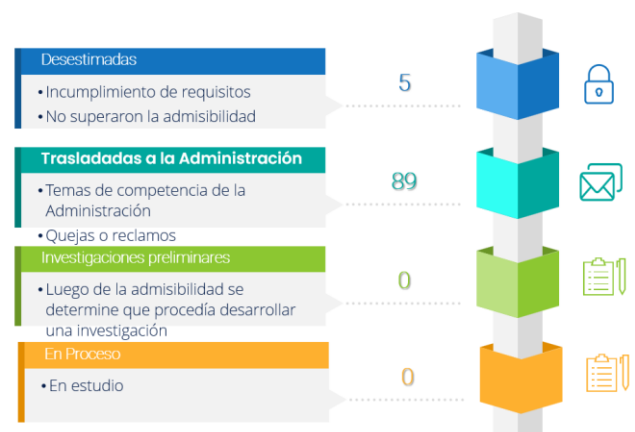 Desestimadas
• Incumplimiento de requisitos
• No superaron la admisibilidad
5
Trasladadas a la Administración
• Temas de competencia de la
Administración
• Quejas o reclamos
89
Investigaciones preliminares
• Luego de la admisibilidad se
determine que procedía desarrollar
una investigación
0
En Proceso
• En estudio
0